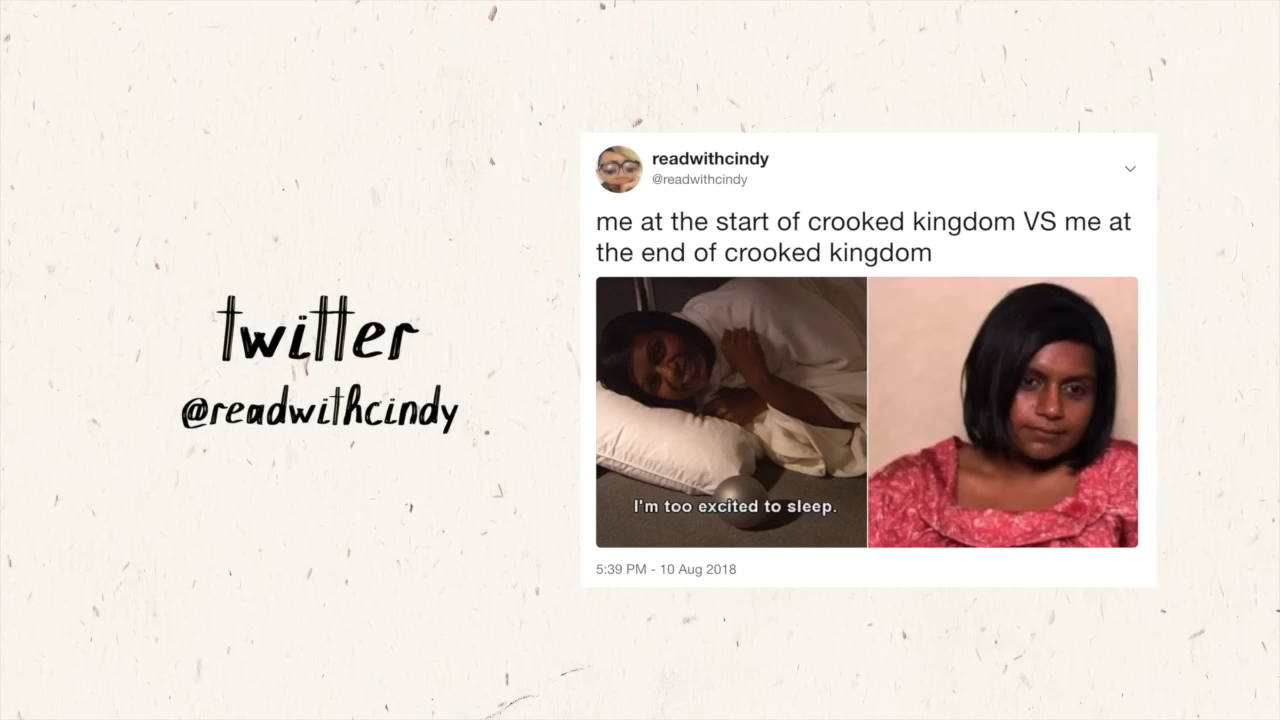 twitter
@readwithcindy
readwithcindy
@readwithcindy
me at the start of crooked kingdom VS me at
the end of crooked kingdom
I'm too excited to sleep.
5:39 PM - 10 Aug 2018